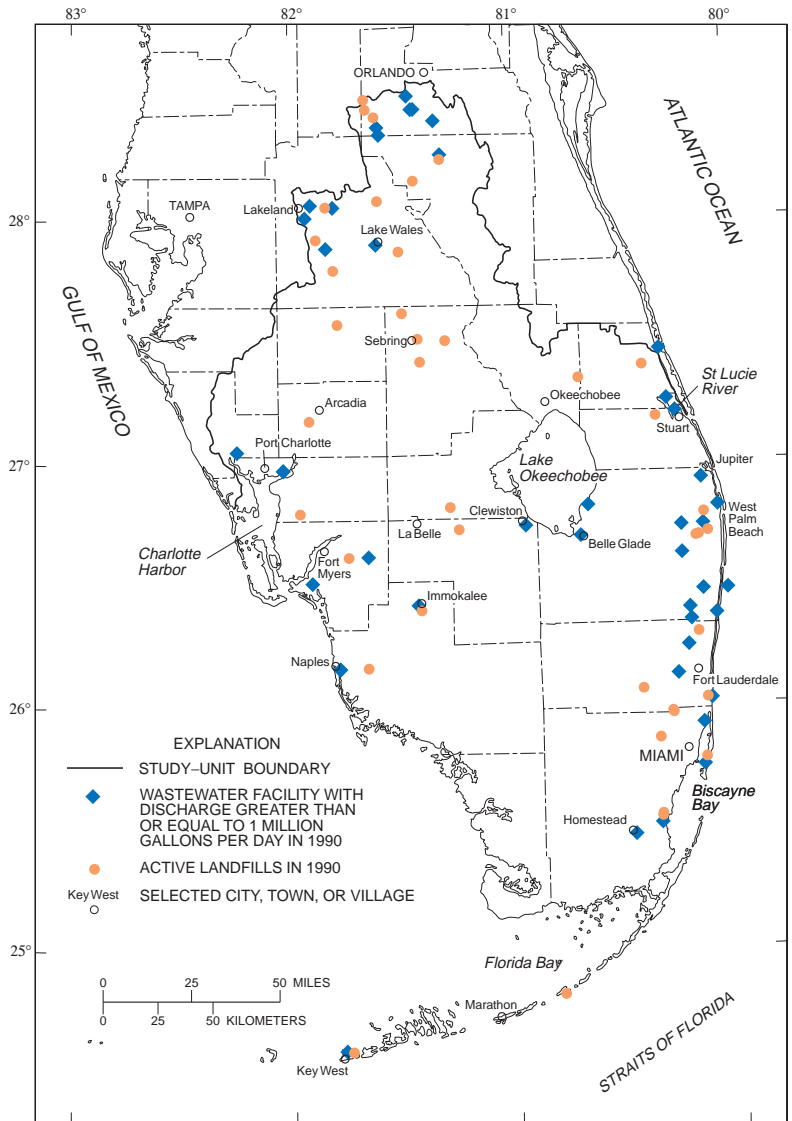 83°
82°
81°
80°
ORLANDO
ATLANTIC OCEAN
TAMPA
28°
Lakeland
Lake Wales
GULF OF MEXICO
Sebring
St Lucie
River
Okeechobee
Arcadia
Stuart
Port Charlotte
27°
Lake
Okeechobee
Jupiter
West
Palm
Beach
Clewiston
La Belle
Belle Glade
Charlotte
Harbor
Fort
Myers
Immokalee
Naples
Fort Lauderdale
26°
MIAMI
Biscayne
Bay
Homestead
EXPLANATION
STUDY–UNIT BOUNDARY
WASTEWATER FACILITY WITH
DISCHARGE GREATER THAN
OR EQUAL TO 1 MILLION
GALLONS PER DAY IN 1990
ACTIVE LANDFILLS IN 1990
Key West
SELECTED CITY, TOWN, OR VILLAGE
25°
Florida Bay
0 25 50 MILES
0 25 50 KILOMETERS
Marathon
STRAITS OF FLORIDA
Key West